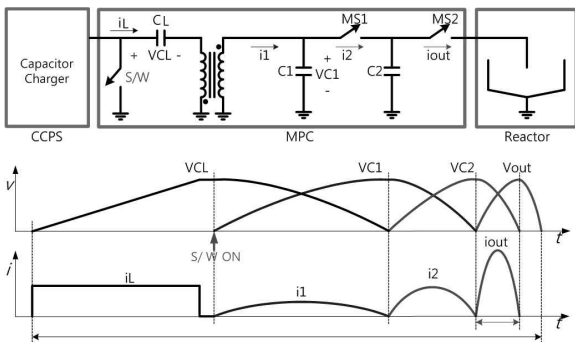 iL
CL
MS1
MS2
Capacitor
Charger
+ VCL -
S/W
i1
C1
+
VC1
-
i2
C2
iout
CCPS
MPC
Reactor
VCL
VC1
VC2
Vout
v
t
S/ W ON
i
iL
i1
i2
iout
t